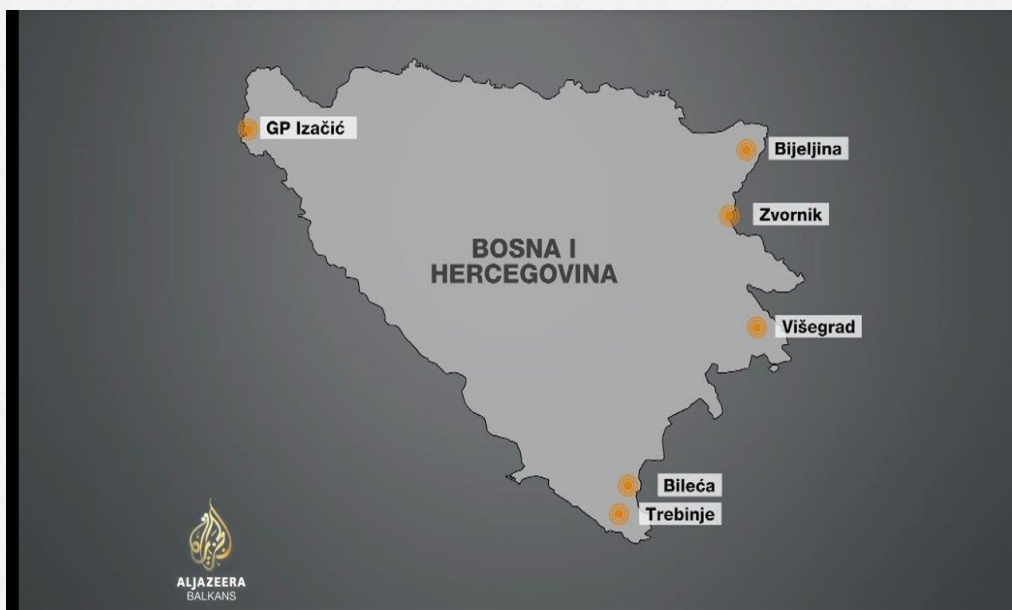 GP Izačić
Bijeljina
Zvornik
BOSNA I
HERCEGOVINA
Višegrad
Bileća
Trebinje
ALJAZEERA
BALKANS